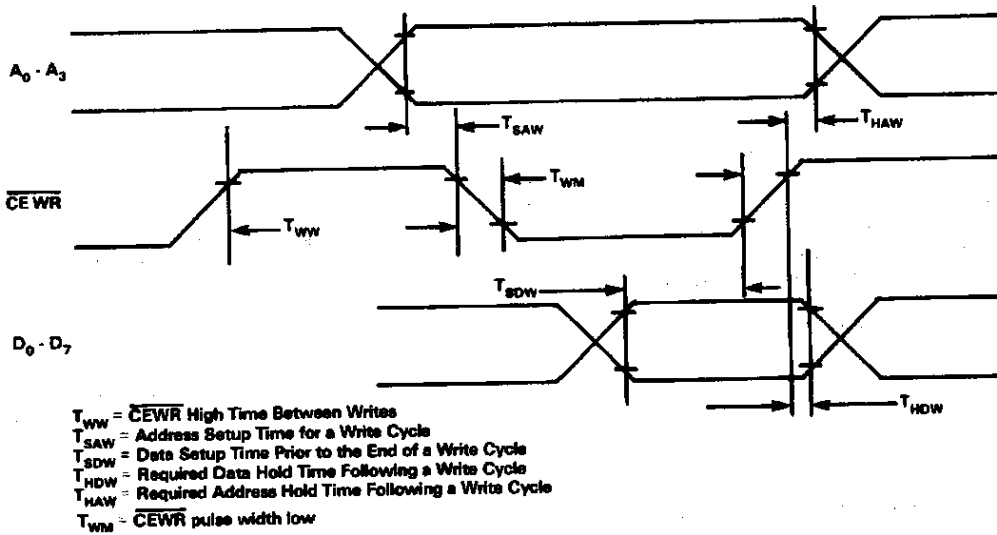 A0 - A3
TSAW
THAW
CE WR
TWM
TWW
TSDW
D0 - D7
THDW
TWW = CEWR High Time Between Writes
TSAW = Address Setup Time for a Write Cycle
TSDW = Data Setup Time Prior to the End of a Write Cycle
THDW = Required Data Hold Time Following a Write Cycle
THAW = Required Address Hold Time Following a Write Cycle
TWM = CEWR pulse width low